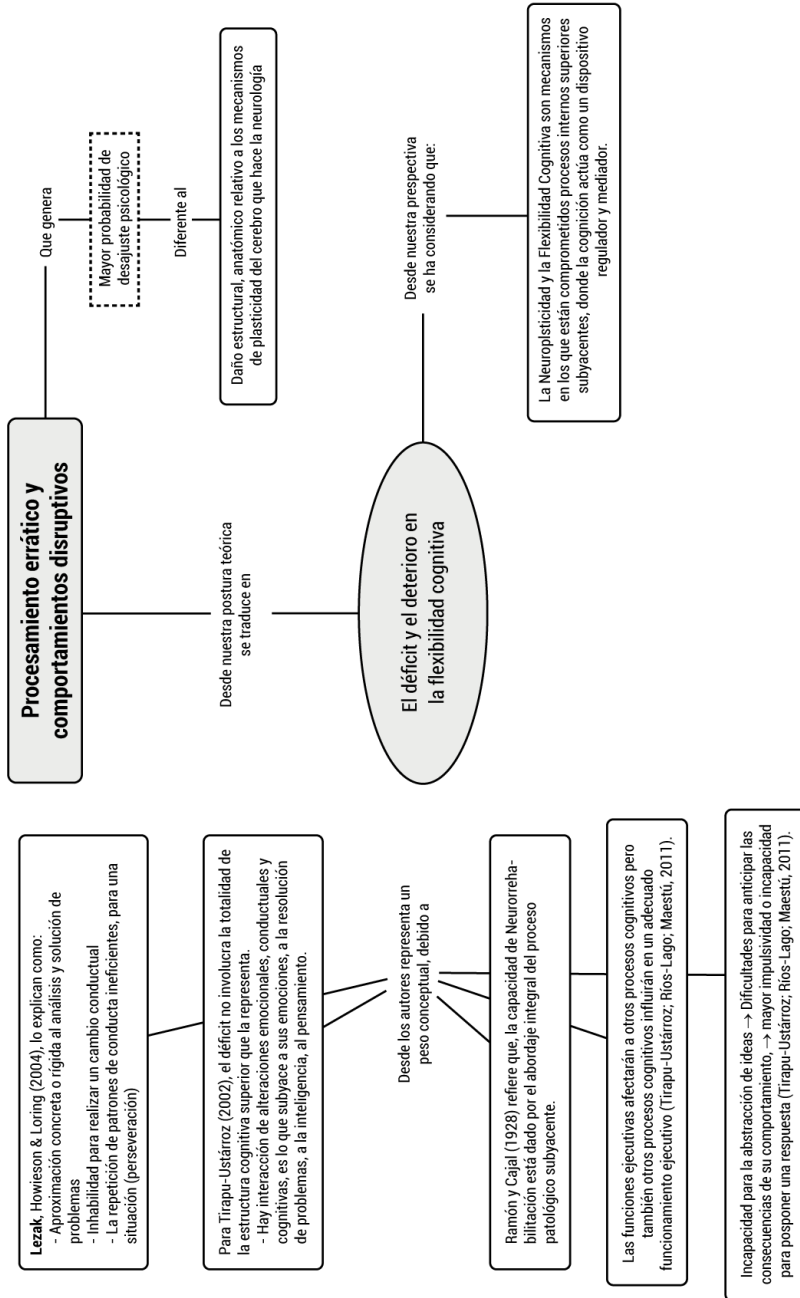 Procesamiento errático y
comportamientos disruptivos
Que genera
Mayor probabilidad de
desajuste psicológico
Diferente al
Daño estructural, anatómico relativo a los mecanismos
de plasticidad del cerebro que hace la neurología
Desde nuestra postura teórica
se traduce en
El déficit y el deterioro en
la flexibilidad cognitiva
Desde nuestra prespectiva
se ha considerando que:
La Neuroplsticidad y la Flexibilidad Cognitiva son mecanismos
en los que están comprometidos procesos internos superiores
subyacentes, donde la cognición actúa como un dispositivo
regulador y mediador.
Lezak, Howieson & Loring (2004), lo explican como:
- Aproximación concreta o rígida al análisis y solución de
problemas
- Inhabilidad para realizar un cambio conductual
- La repetición de patrones de conducta ineficientes, para una
situación (perseveración)
Para Tirapu-Ustárroz (2002), el déficit no involucra la totalidad de
la estructura cognitiva superior que la representa.
- Hay interacción de alteraciones emocionales, conductuales y
cognitivas, es lo que subyace a sus emociones, a la resolución
de problemas, a la inteligencia, al pensamiento.
Desde los autores representa un
peso conceptual, debido a
Ramón y Cajal (1928) refiere que, la capacidad de Neurorreha-
bilitación está dado por el abordaje integral del proceso
patológico subyacente.
Las funciones ejecutivas afectarán a otros procesos cognitivos pero
también otros procesos cognitivos influirán en un adecuado
funcionamiento ejecutivo (Tirapu-Ustárroz; Ríos-Lago; Maestú, 2011).
Incapacidad para la abstracción de ideas → Dificultades para anticipar las
consecuencias de su comportamiento, → mayor impulsividad o incapacidad
para posponer una respuesta (Tirapu-Ustárroz; Ríos-Lago; Maestú, 2011).